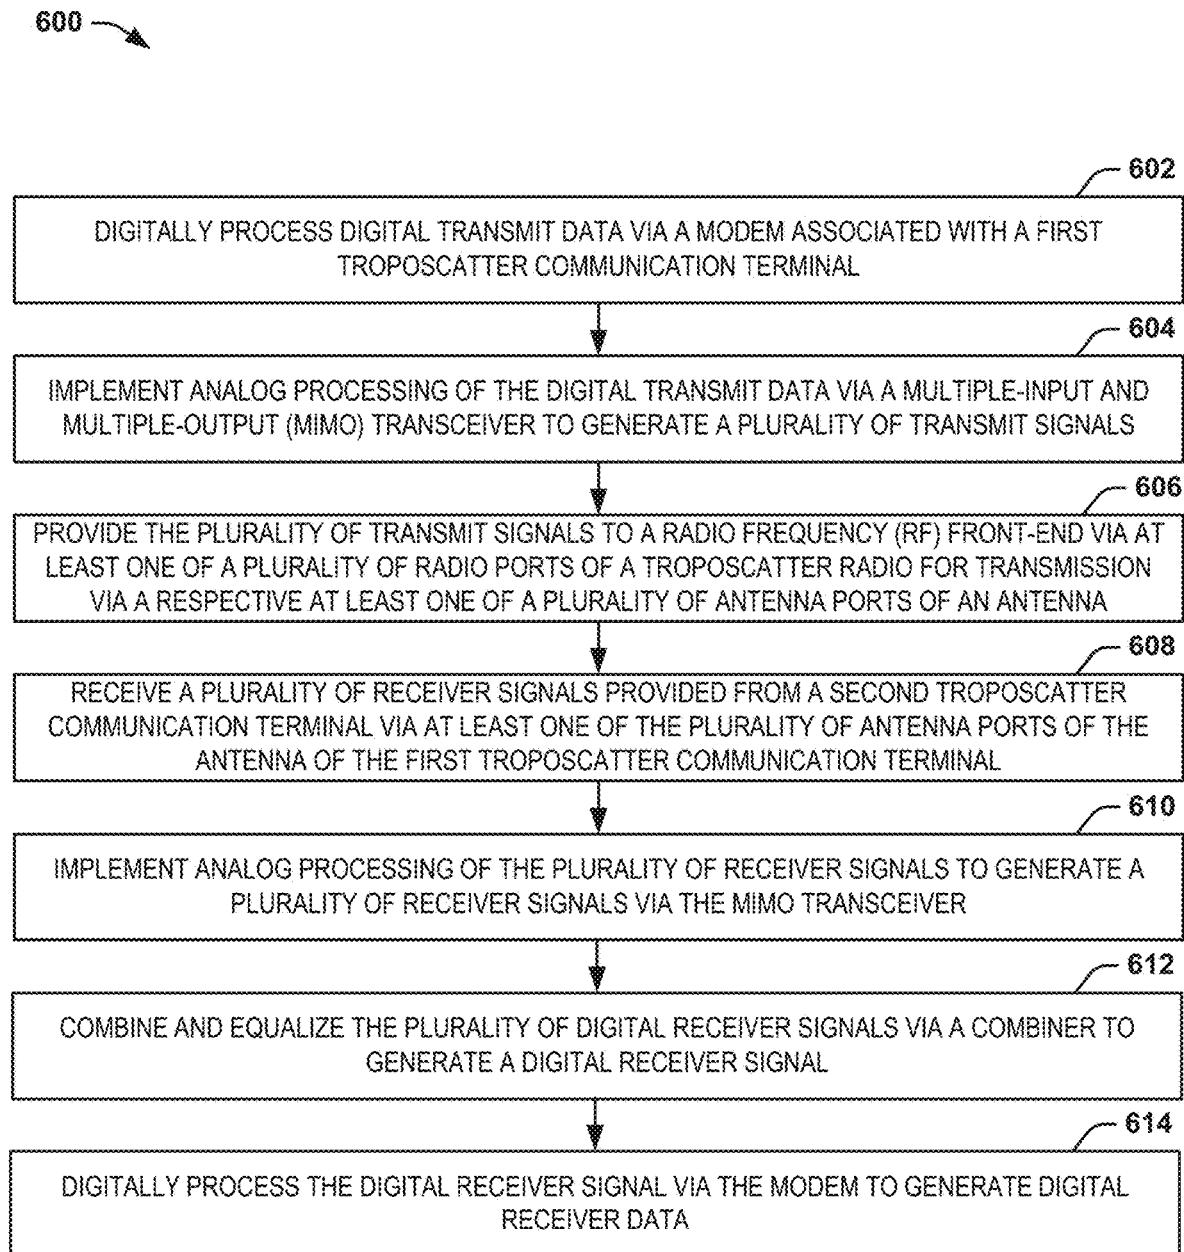 600
602
DIGITALLY PROCESS DIGITAL TRANSMIT DATA VIA A MODEM ASSOCIATED WITH A FIRST
TROPOSCATTER COMMUNICATION TERMINAL
604
IMPLEMENT ANALOG PROCESSING OF THE DIGITAL TRANSMIT DATA VIA A MULTIPLE-INPUT AND
MULTIPLE-OUTPUT (MIMO) TRANSCEIVER TO GENERATE A PLURALITY OF TRANSMIT SIGNALS
606
PROVIDE THE PLURALITY OF TRANSMIT SIGNALS TO A RADIO FREQUENCY (RF) FRONT-END VIA AT
LEAST ONE OF A PLURALITY OF RADIO PORTS OF A TROPOSCATTER RADIO FOR TRANSMISSION
VIA A RESPECTIVE AT LEAST ONE OF A PLURALITY OF ANTENNA PORTS OF AN ANTENNA
608
RECEIVE A PLURALITY OF RECEIVER SIGNALS PROVIDED FROM A SECOND TROPOSCATTER
COMMUNICATION TERMINAL VIA AT LEAST ONE OF THE PLURALITY OF ANTENNA PORTS OF THE
ANTENNA OF THE FIRST TROPOSCATTER COMMUNICATION TERMINAL
610
IMPLEMENT ANALOG PROCESSING OF THE PLURALITY OF RECEIVER SIGNALS TO GENERATE A
PLURALITY OF RECEIVER SIGNALS VIA THE MIMO TRANSCEIVER
612
COMBINE AND EQUALIZE THE PLURALITY OF DIGITAL RECEIVER SIGNALS VIA A COMBINER TO
GENERATE A DIGITAL RECEIVER SIGNAL
614
DIGITALLY PROCESS THE DIGITAL RECEIVER SIGNAL VIA THE MODEM TO GENERATE DIGITAL
RECEIVER DATA